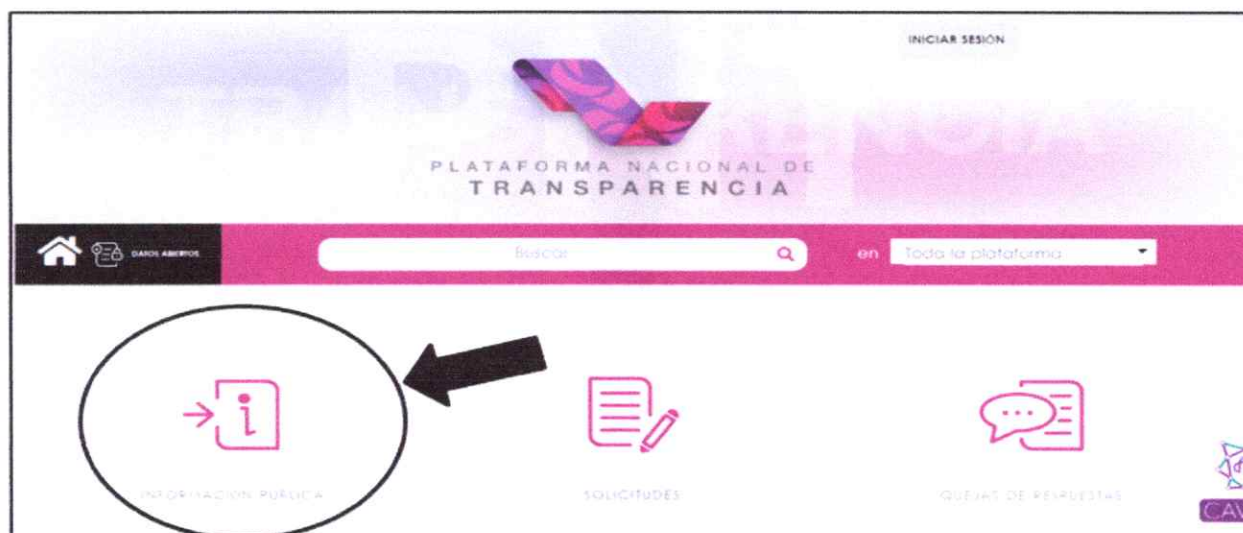 INICIAR SESIÓN
PLATAFORMA NACIONAL DE
TRANSPARENCIA
DATOS ABIERTOS
Buscar
en
Toda la plataforma
INFORMACIÓN PÚBLICA
SOLICITUDES
QUEJAS DE RESPUESTAS